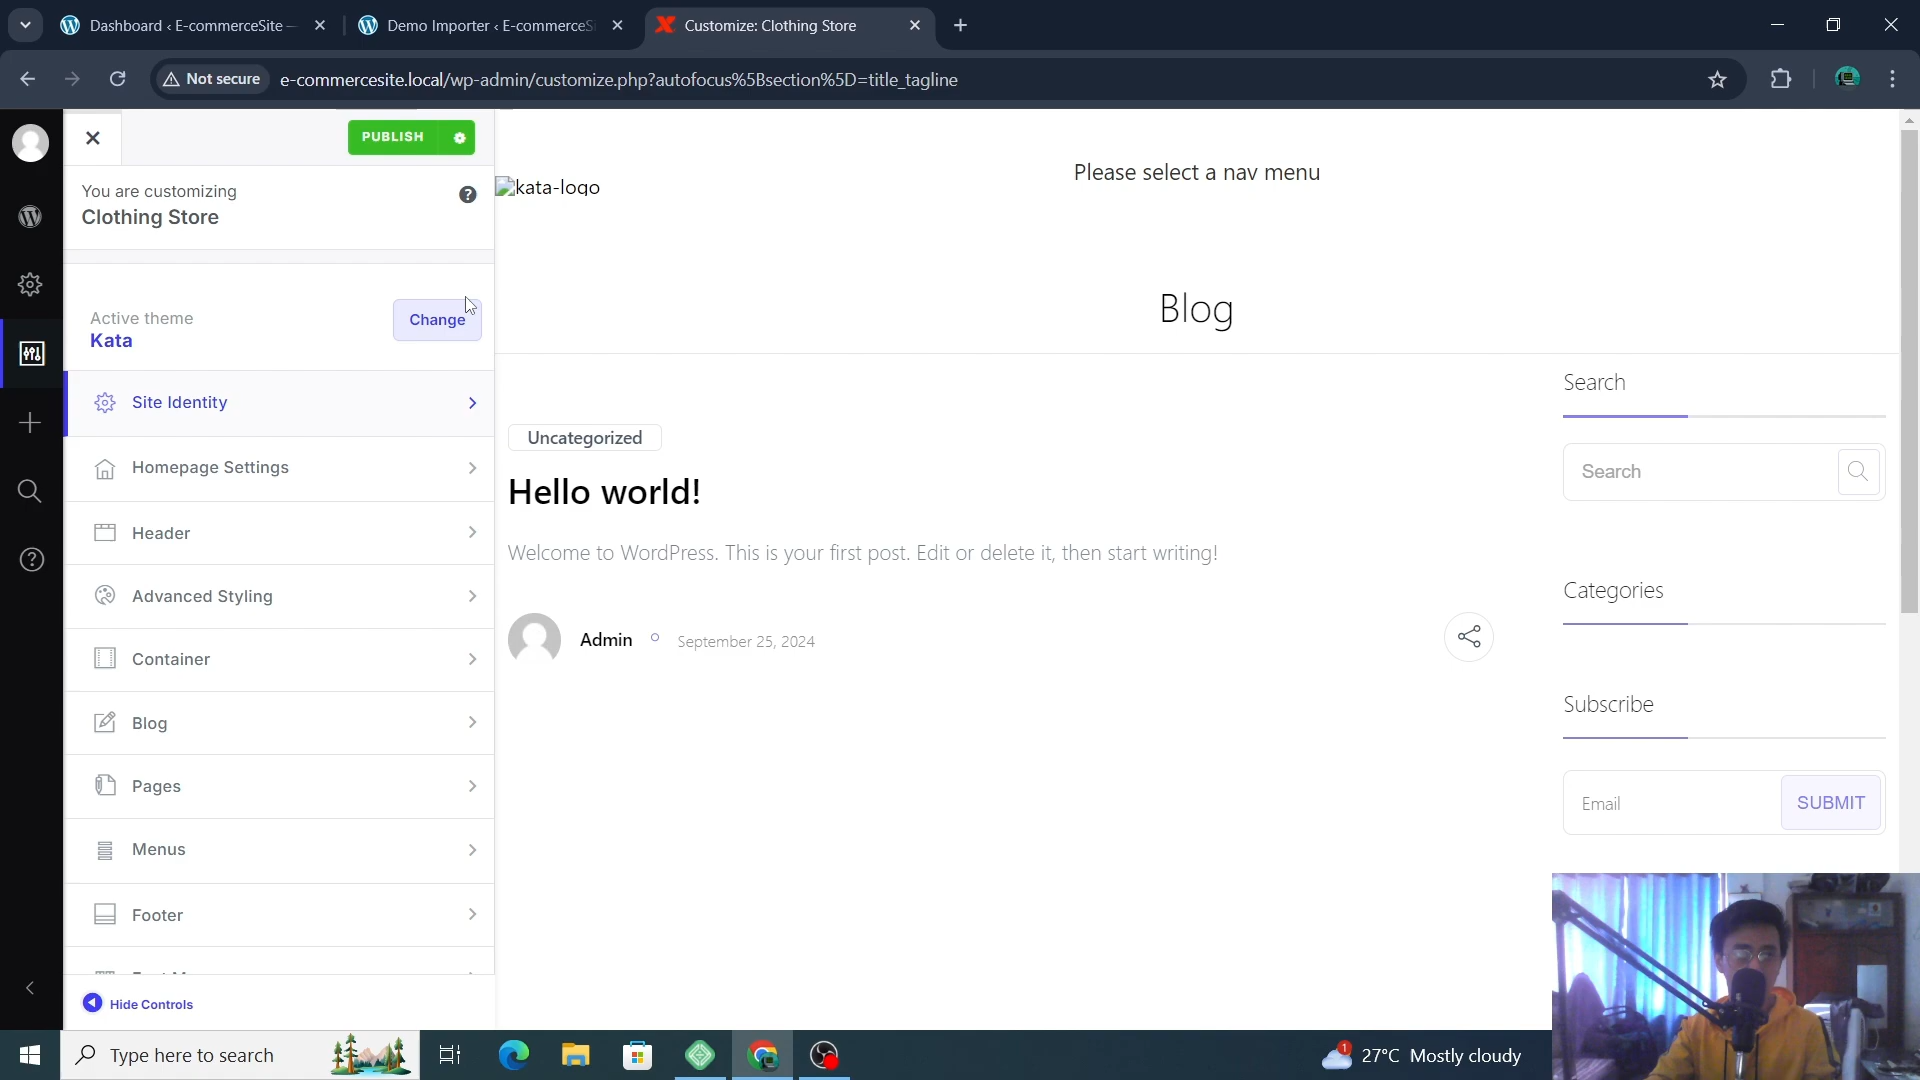 Dashboard ‹ E-commerceSite —
Demo Importer ‹ E-commerceSi
Customize: Clothing Store
Not secure
e-commercesite.local/wp-admin/customize.php?autofocus%5Bsection%5D=title_tagline
PUBLISH
You are customizing
Clothing Store
Active theme
Kata
Change
Site Identity
Homepage Settings
Header
Advanced Styling
Container
Blog
Pages
Menus
Footer
Hide Controls
kata-logo
Please select a nav menu
Blog
Uncategorized
Hello world!
Welcome to WordPress. This is your first post. Edit or delete it, then start writing!
Admin
September 25, 2024
Search
Search
Categories
Subscribe
Email
SUBMIT
Type here to search
1
27°C Mostly cloudy